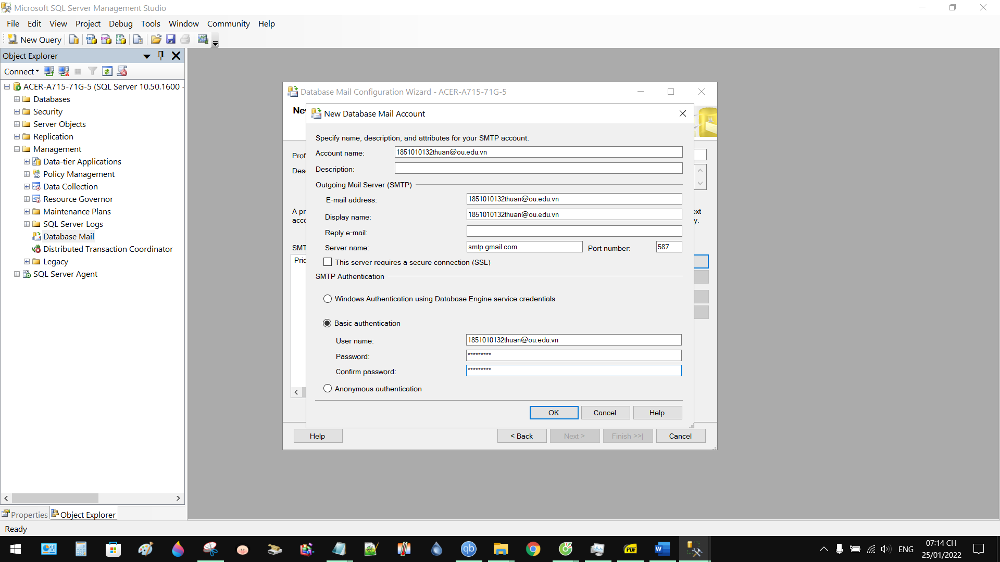 Microsoft SQL Server Management Studio
File Edit View Project Debug Tools Window Community Help
New Query
Object Explorer
Connect
ACER-A715-71G-5 (SQL Server 10.50.1600 -
Databases
Security
Server Objects
Replication
Management
Data-tier Applications
Policy Management
Data Collection
Resource Governor
Maintenance Plans
SQL Server Logs
Database Mail
Distributed Transaction Coordinator
Legacy
SQL Server Agent
Properties
Object Explorer
Ready
Database Mail Configuration Wizard - ACER-A715-71G-5
New Database Mail Account
Specify name, description, and attributes for your SMTP account.
Account name: 1851010132thuan@ou.edu.vn
Description:
Outgoing Mail Server (SMTP)
E-mail address: 1851010132thuan@ou.edu.vn
Display name: 1851010132thuan@ou.edu.vn
Reply e-mail:
Server name: smtp.gmail.com Port number: 587
This server requires a secure connection (SSL)
SMTP Authentication
Windows Authentication using Database Engine service credentials
Basic authentication
User name: 1851010132thuan@ou.edu.vn
Password: *********
Confirm password: *********
Anonymous authentication
OK Cancel Help
Help < Back Next > Finish >>| Cancel
ENG
07:14 CH
25/01/2022